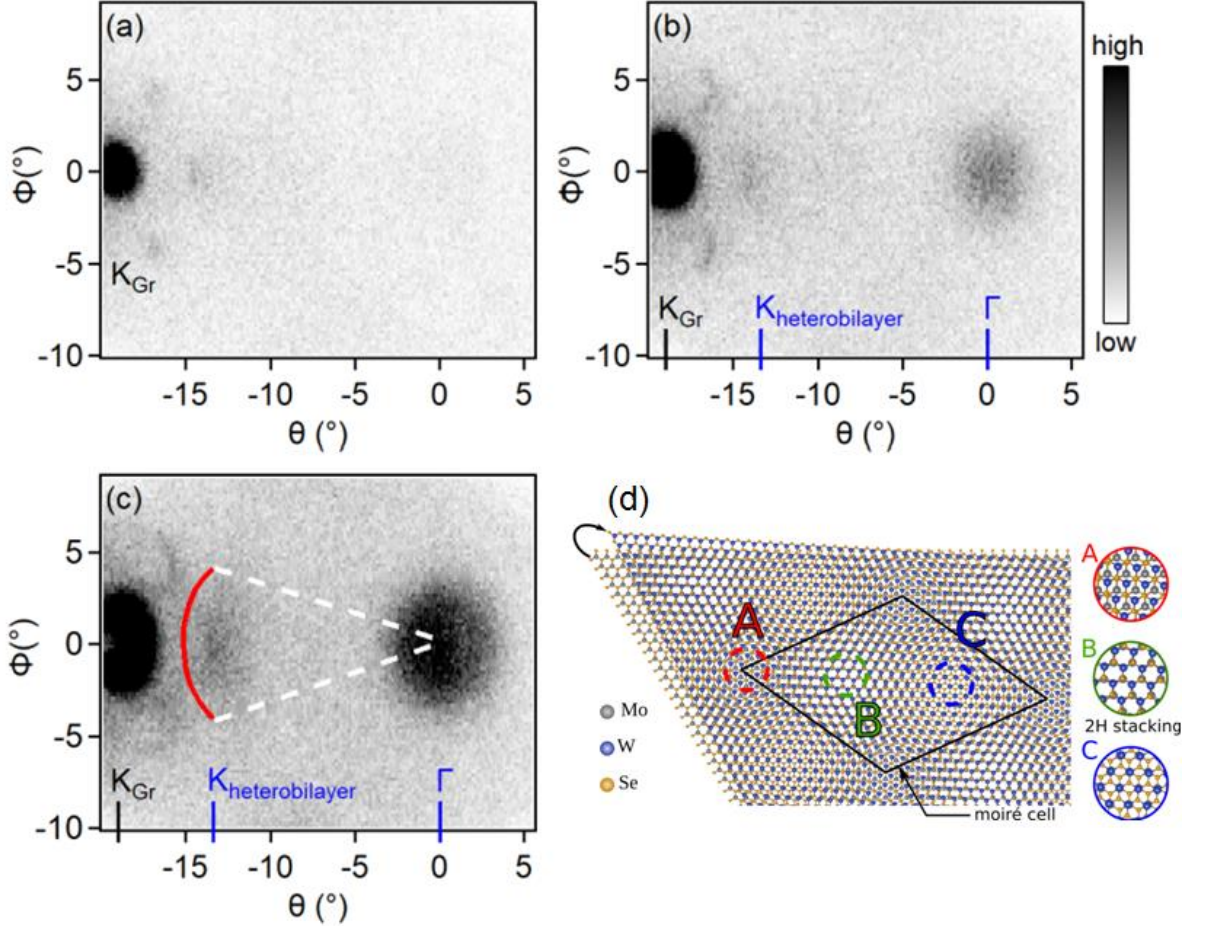 (a)
5
0
-5
-10
Φ(°)
K_Gr
-15 -10 -5 0 5
θ (°)
(b)
5
0
-5
-10
Φ(°)
K_Gr K_heterobilayer Γ
-15 -10 -5 0 5
θ (°)
high
low
(c)
5
0
-5
-10
Φ(°)
K_Gr K_heterobilayer Γ
-15 -10 -5 0 5
θ (°)
(d)
A
B
C
Mo
W
Se
moiré cell
A
B
2H stacking
C